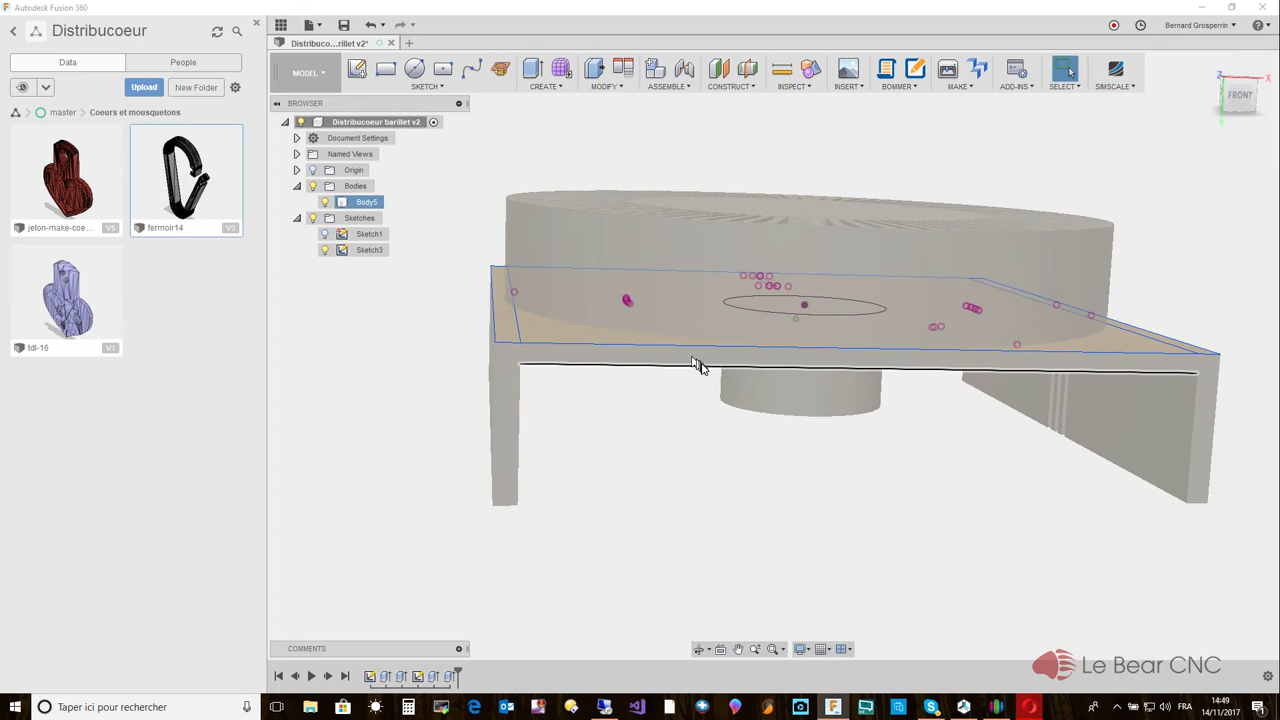 Autodesk Fusion 360
Distribucoeur
Data
People
Upload
New Folder
master
Coeurs et mousquetons
jeton-make-coe...
V5
fermoir14
V3
tdl-16
V1
Distribuco...rillet v2*
Bernard Grosperrin
MODEL
SKETCH
CREATE
MODIFY
ASSEMBLE
CONSTRUCT
INSPECT
INSERT
BOMMER
MAKE
ADD-INS
SELECT
SIMSCALE
BROWSER
Distribucoeur barillet v2
Document Settings
Named Views
Origin
Bodies
Body5
Sketches
Sketch1
Sketch3
Z
X
FRONT
COMMENTS
Le Bear CNC
Taper ici pour rechercher
14:49
14/11/2017